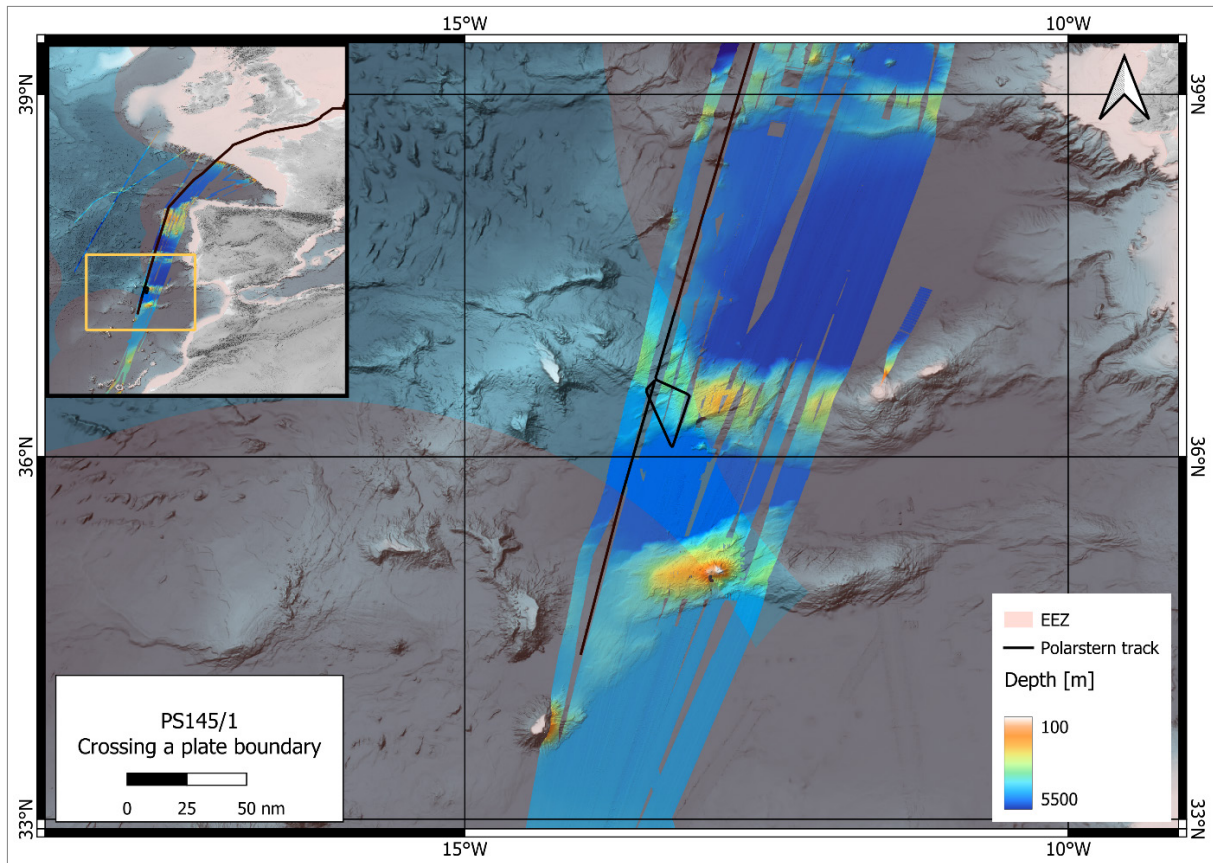 15°W 10°W
39°N 39°N
36°N 36°N
EEZ
Polarstern track
Depth [m]
100
5500
PS145/1
Crossing a plate boundary
0 25 50 nm
33°N 33°N
15°W 10°W